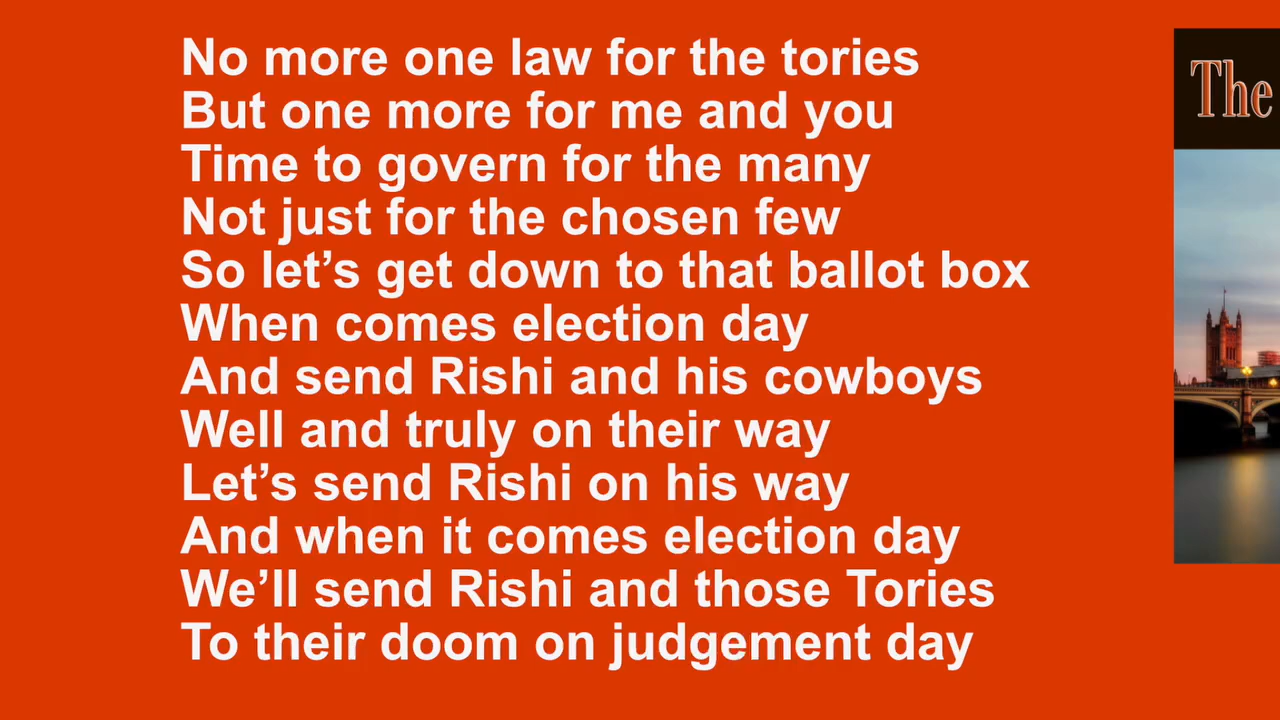 No more one law for the tories
But one more for me and you
Time to govern for the many
Not just for the chosen few
So let’s get down to that ballot box
When comes election day
And send Rishi and his cowboys
Well and truly on their way
Let’s send Rishi on his way
And when it comes election day
We’ll send Rishi and those Tories
To their doom on judgement day
The